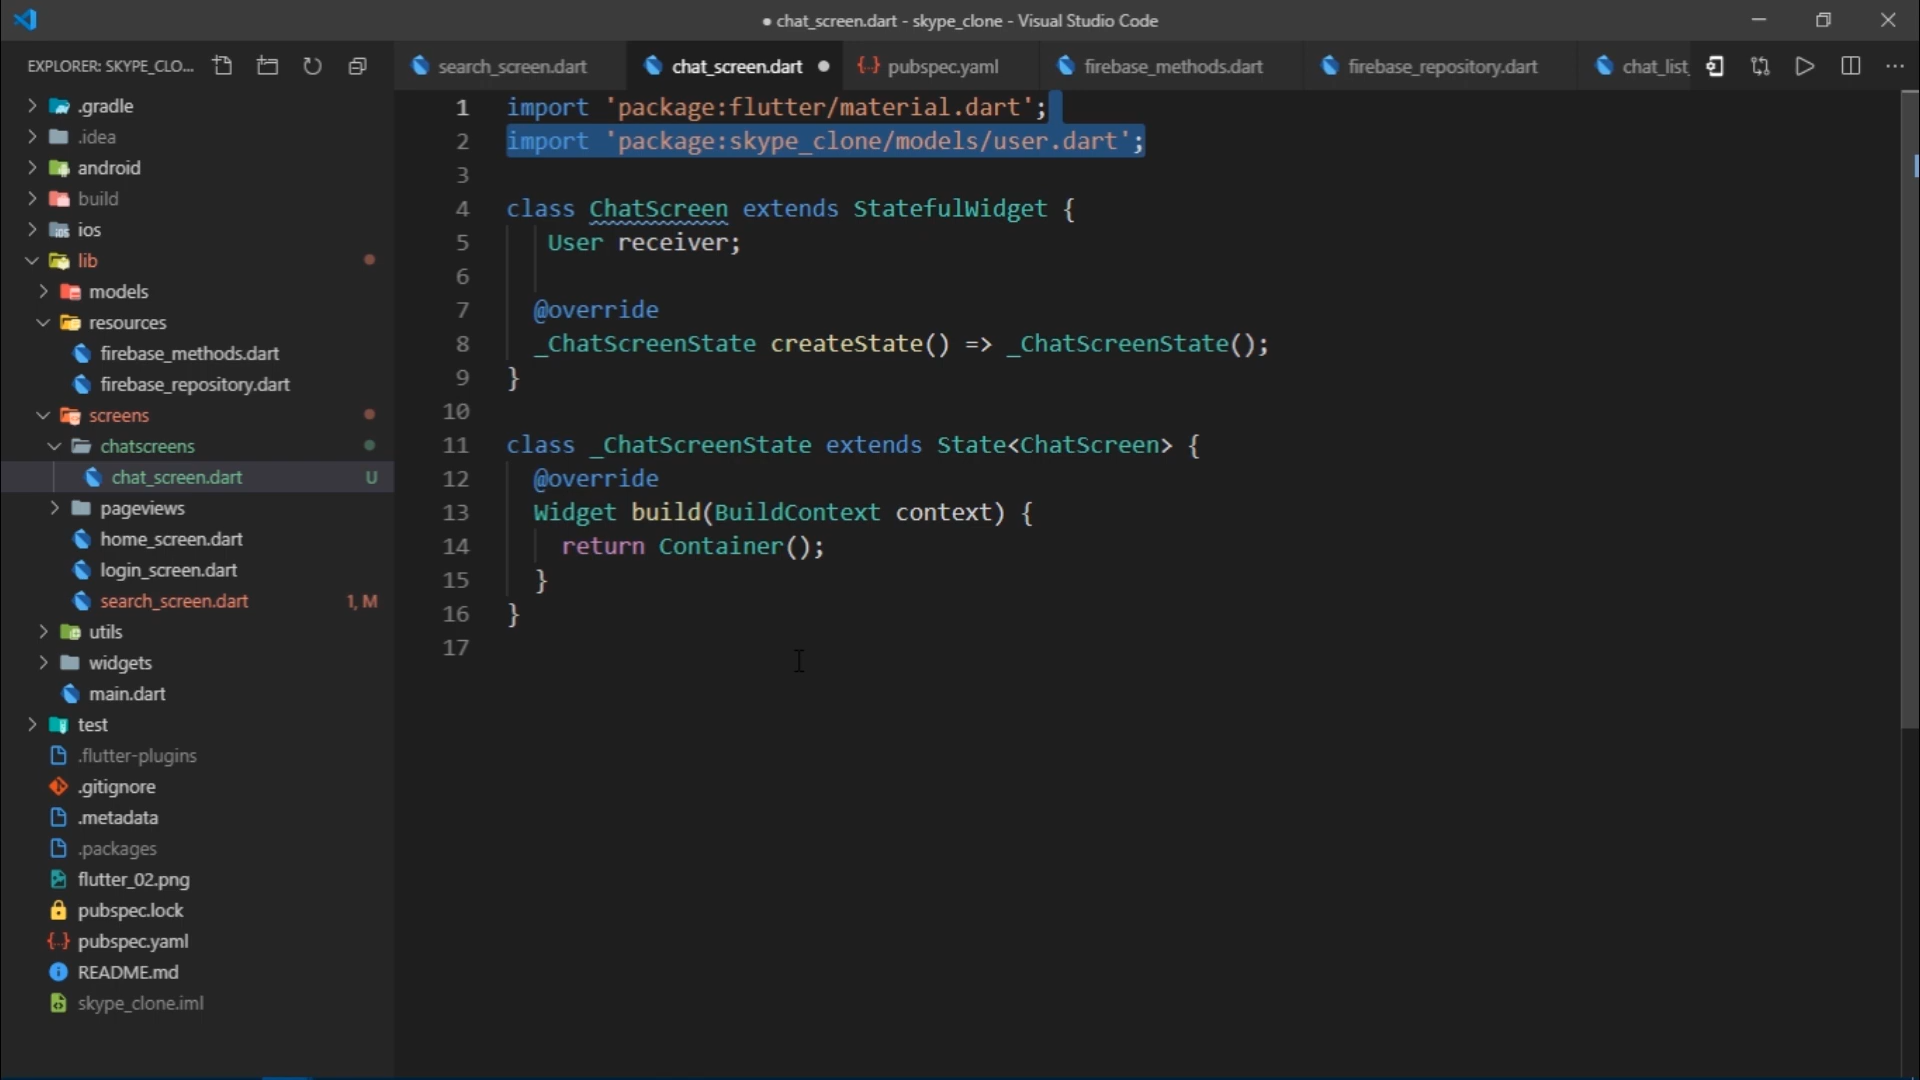 ● chat_screen.dart - skype_clone - Visual Studio Code
EXPLORER: SKYPE_CLO...
search_screen.dart
chat_screen.dart ●
{··} pubspec.yaml
firebase_methods.dart
firebase_repository.dart
chat_list_
.gradle
.idea
android
build
ios
lib
models
resources
firebase_methods.dart
firebase_repository.dart
screens
chatscreens
chat_screen.dart U
pageviews
home_screen.dart
login_screen.dart
search_screen.dart 1, M
utils
widgets
main.dart
test
.flutter-plugins
.gitignore
.metadata
.packages
flutter_02.png
pubspec.lock
pubspec.yaml
README.md
skype_clone.iml
1 import 'package:flutter/material.dart';
2 import 'package:skype_clone/models/user.dart';
3
4 class ChatScreen extends StatefulWidget {
5 User receiver;
6
7 @override
8 _ChatScreenState createState() => _ChatScreenState();
9 }
10
11 class _ChatScreenState extends State<ChatScreen> {
12 @override
13 Widget build(BuildContext context) {
14 return Container();
15 }
16 }
17